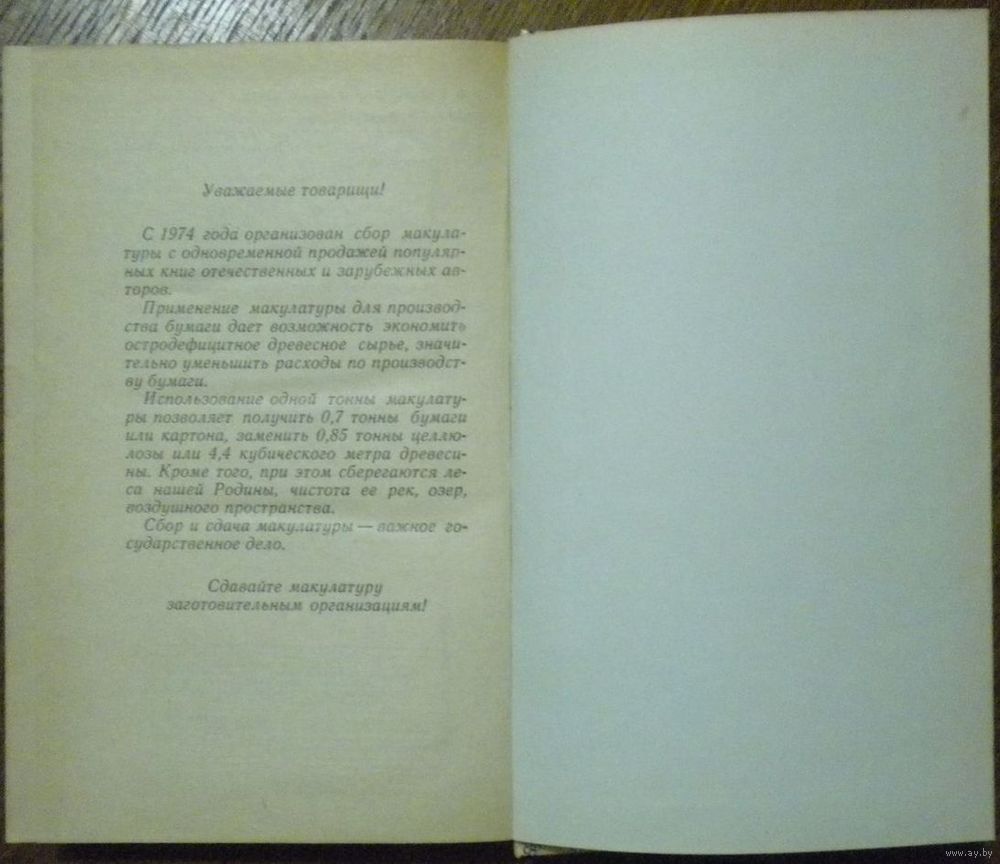 Уважаемые товарищи!
С 1974 года организован сбор макула-
туры с одновременной продажей популяр-
ных книг отечественных и зарубежных ав-
торов.
Применение макулатуры для производ-
ства бумаги дает возможность экономить
остродефицитное древесное сырье, значи-
тельно уменьшить расходы по производст-
ву бумаги.
Использование одной тонны макулату-
ры позволяет получить 0,7 тонны бумаги
или картона, заменить 0,85 тонны целлю-
лозы или 4,4 кубического метра древеси-
ны. Кроме того, при этом сберегаются ле-
са нашей Родины, чистота ее рек, озер,
воздушного пространства.
Сбор и сдача макулатуры — важное го-
сударственное дело.
Сдавайте макулатуру
заготовительным организациям!
www.ay.by